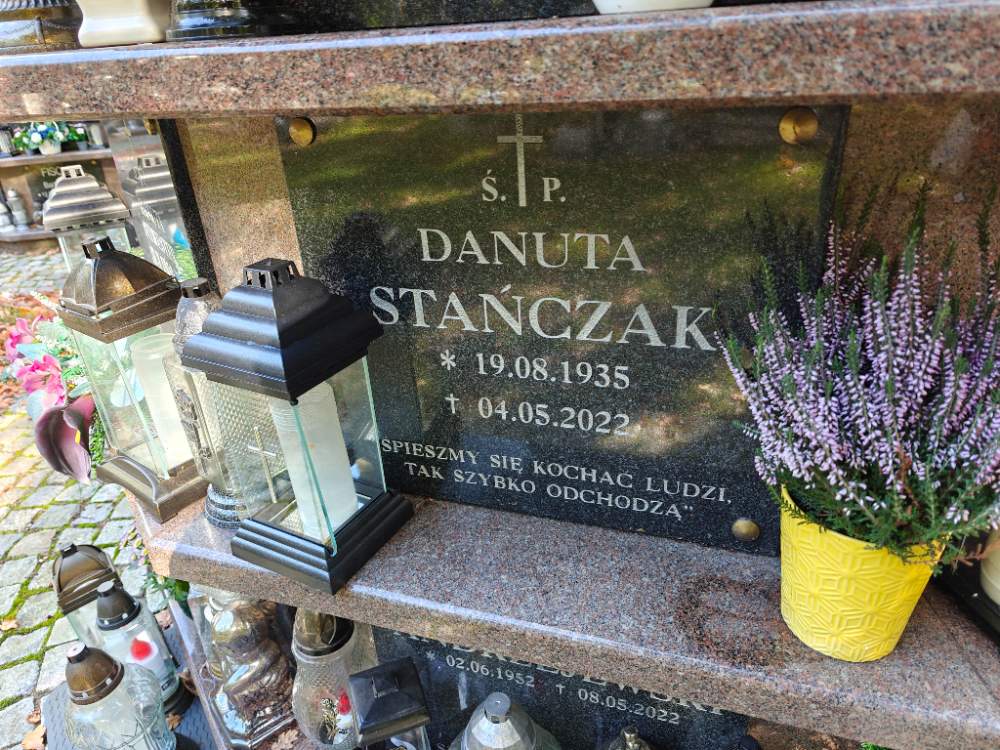 Ś. P.
DANUTA
STAŃCZAK
* 19.08.1935
† 04.05.2022
SPIESZMY SIĘ KOCHAĆ LUDZI,
TAK SZYBKO ODCHODZĄ"
* 02.06.1952 † 08.05.2022